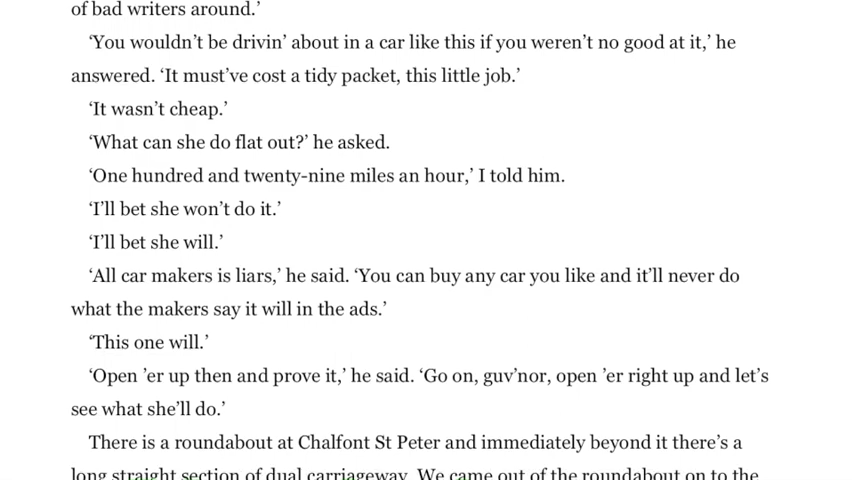 of bad writers around.’
‘You wouldn’t be drivin’ about in a car like this if you weren’t no good at it,’ he
answered. ‘It must’ve cost a tidy packet, this little job.’
‘It wasn’t cheap.’
‘What can she do flat out?’ he asked.
‘One hundred and twenty-nine miles an hour,’ I told him.
‘I’ll bet she won’t do it.’
‘I’ll bet she will.’
‘All car makers is liars,’ he said. ‘You can buy any car you like and it’ll never do
what the makers say it will in the ads.’
‘This one will.’
‘Open ’er up then and prove it,’ he said. ‘Go on, guv’nor, open ’er right up and let’s
see what she’ll do.’
There is a roundabout at Chalfont St Peter and immediately beyond it there’s a
long straight section of dual carriageway. We came out of the roundabout on to the